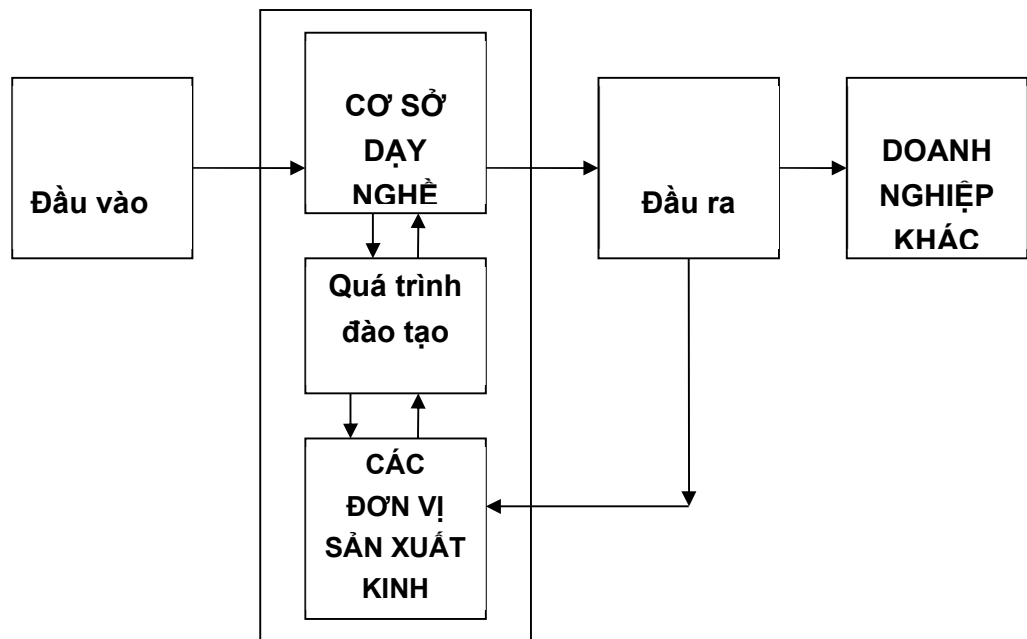 Đầu vào
CƠ SỞ
DẠY
NGHỀ
Quá trình
đào tạo
CÁC
ĐƠN VỊ
SẢN XUẤT
KINH
Đầu ra
DOANH
NGHIỆP
KHÁC